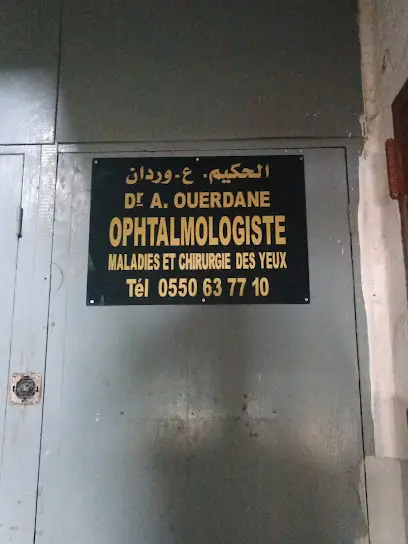 الحكيم. ع. وردان
Dr A. OUERDANE
OPHTALMOLOGISTE
MALADIES ET CHIRURGIE DES YEUX
Tél 0550 63 77 10